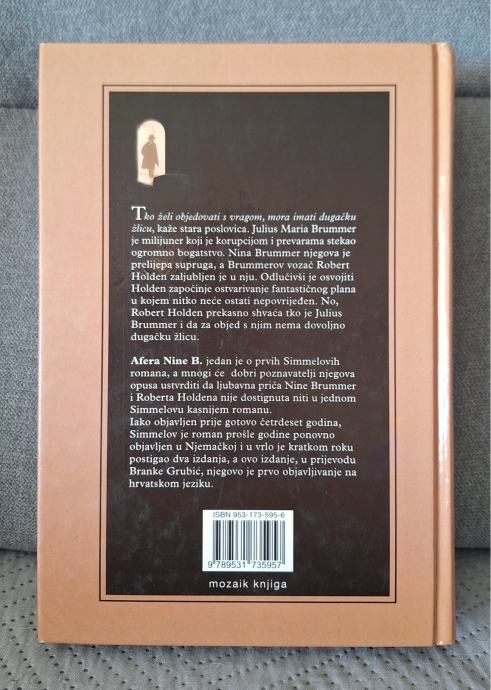 Tko želi objedovati s vragom, mora imati dugačku
žlicu, kaže stara poslovica. Julius Maria Brummer
je milijuner koji je korupcijom i prevarama stekao
ogromno bogatstvo. Nina Brummer njegova je
prelijepa supruga, a Brummerov vozač Robert
Holden zaljubljen je u nju. Odlučivši je osvojiti
Holden započinje ostvarivanje fantastičnog plana
u kojem nitko neće ostati nepovrijeđen. No,
Robert Holden prekasno shvaća tko je Julius
Brummer i da za objed s njim nema dovoljno
dugačku žlicu.
Afera Nine B. jedan je o prvih Simmelovih
romana, a mnogi će dobri poznavatelji njegova
opusa ustvrditi da ljubavna priča Nine Brummer
i Roberta Holdena nije dostignuta niti u jednom
Simmelovu kasnijem romanu.
Iako objavljen prije gotovo četrdeset godina,
Simmelov je roman prošle godine ponovno
objavljen u Njemačkoj i u vrlo je kratkom roku
postigao dva izdanja, a ovo izdanje, u prijevodu
Branke Grubić, njegovo je prvo objavljivanje na
hrvatskom jeziku.
ISBN 953-173-595-6
9 789531 735957
mozaik knjiga